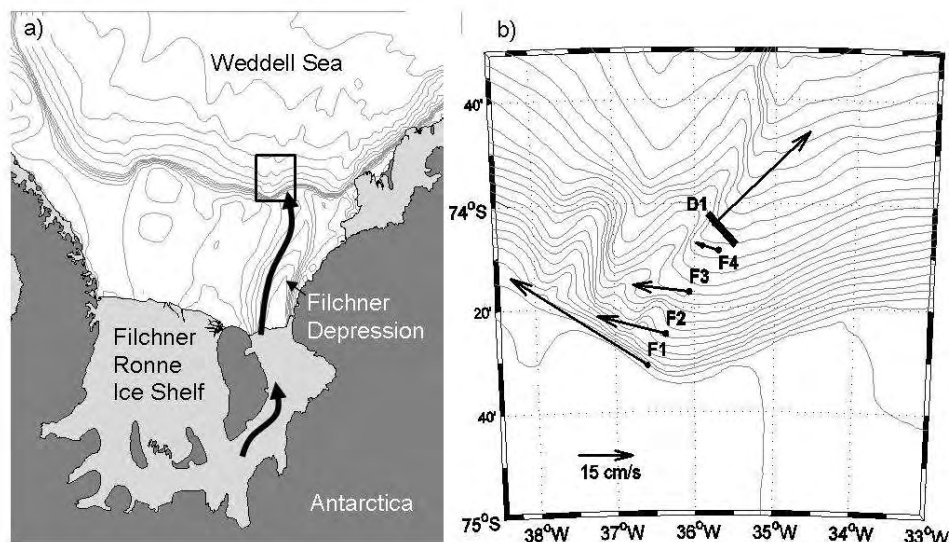 a)
Weddell Sea
Filchner
Depression
Filchner
Ronne
Ice Shelf
Antarctica
b)
40'
74°S
20'
40'
75°S
D1
F4
F3
F2
F1
15 cm/s
38°W 37°W 36°W 35°W 34°W 33°W